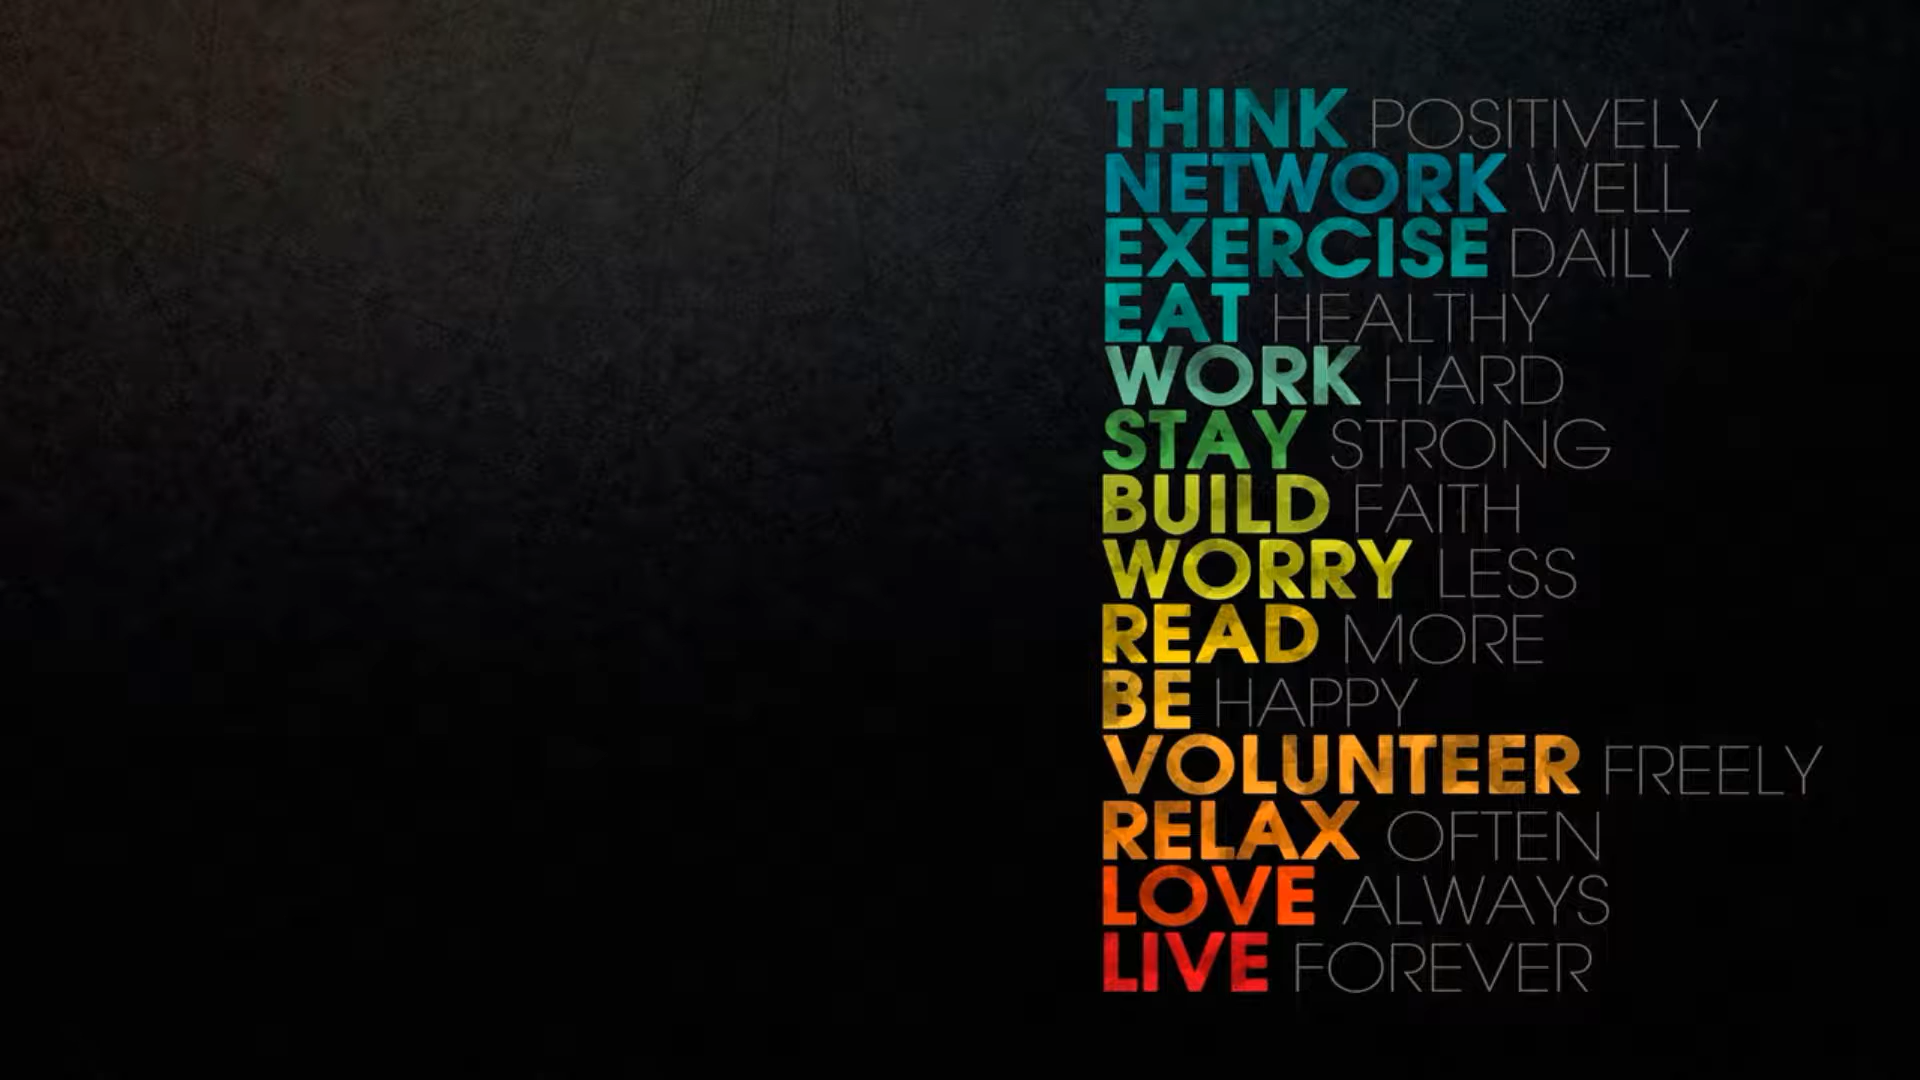 THINK POSITIVELY
NETWORK WELL
EXERCISE DAILY
EAT HEALTHY
WORK HARD
STAY STRONG
BUILD FAITH
WORRY LESS
READ MORE
BE HAPPY
VOLUNTEER FREELY
RELAX OFTEN
LOVE ALWAYS
LIVE FOREVER